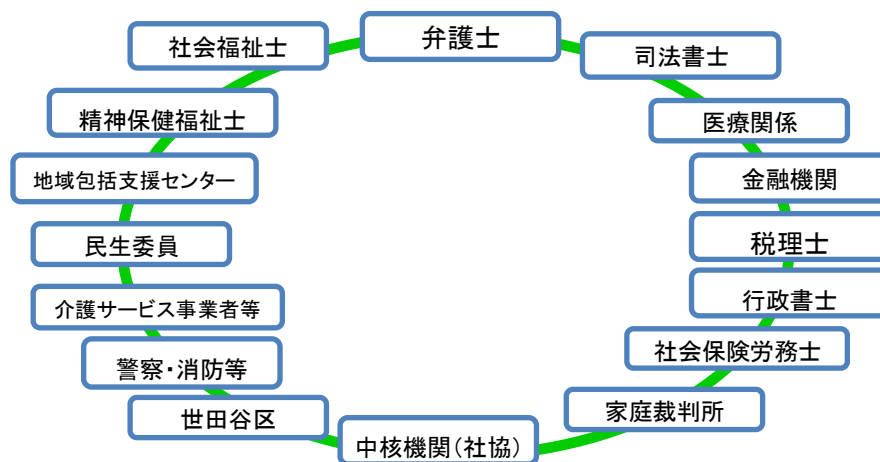 弁護士
社会福祉士
司法書士
精神保健福祉士
医療関係
地域包括支援センター
金融機関
民生委員
税理士
介護サービス事業者等
行政書士
警察・消防等
社会保険労務士
世田谷区
家庭裁判所
中核機関（社協）